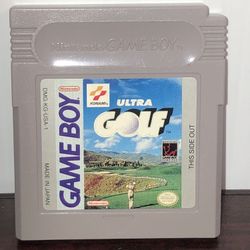 Nintendo GAME BOY
DMG-KG-USA-1
MADE IN JAPAN
GAME BOY
Nintendo
KONAMI
ULTRA
GOLF
THIS SIDE OUT
Nintendo